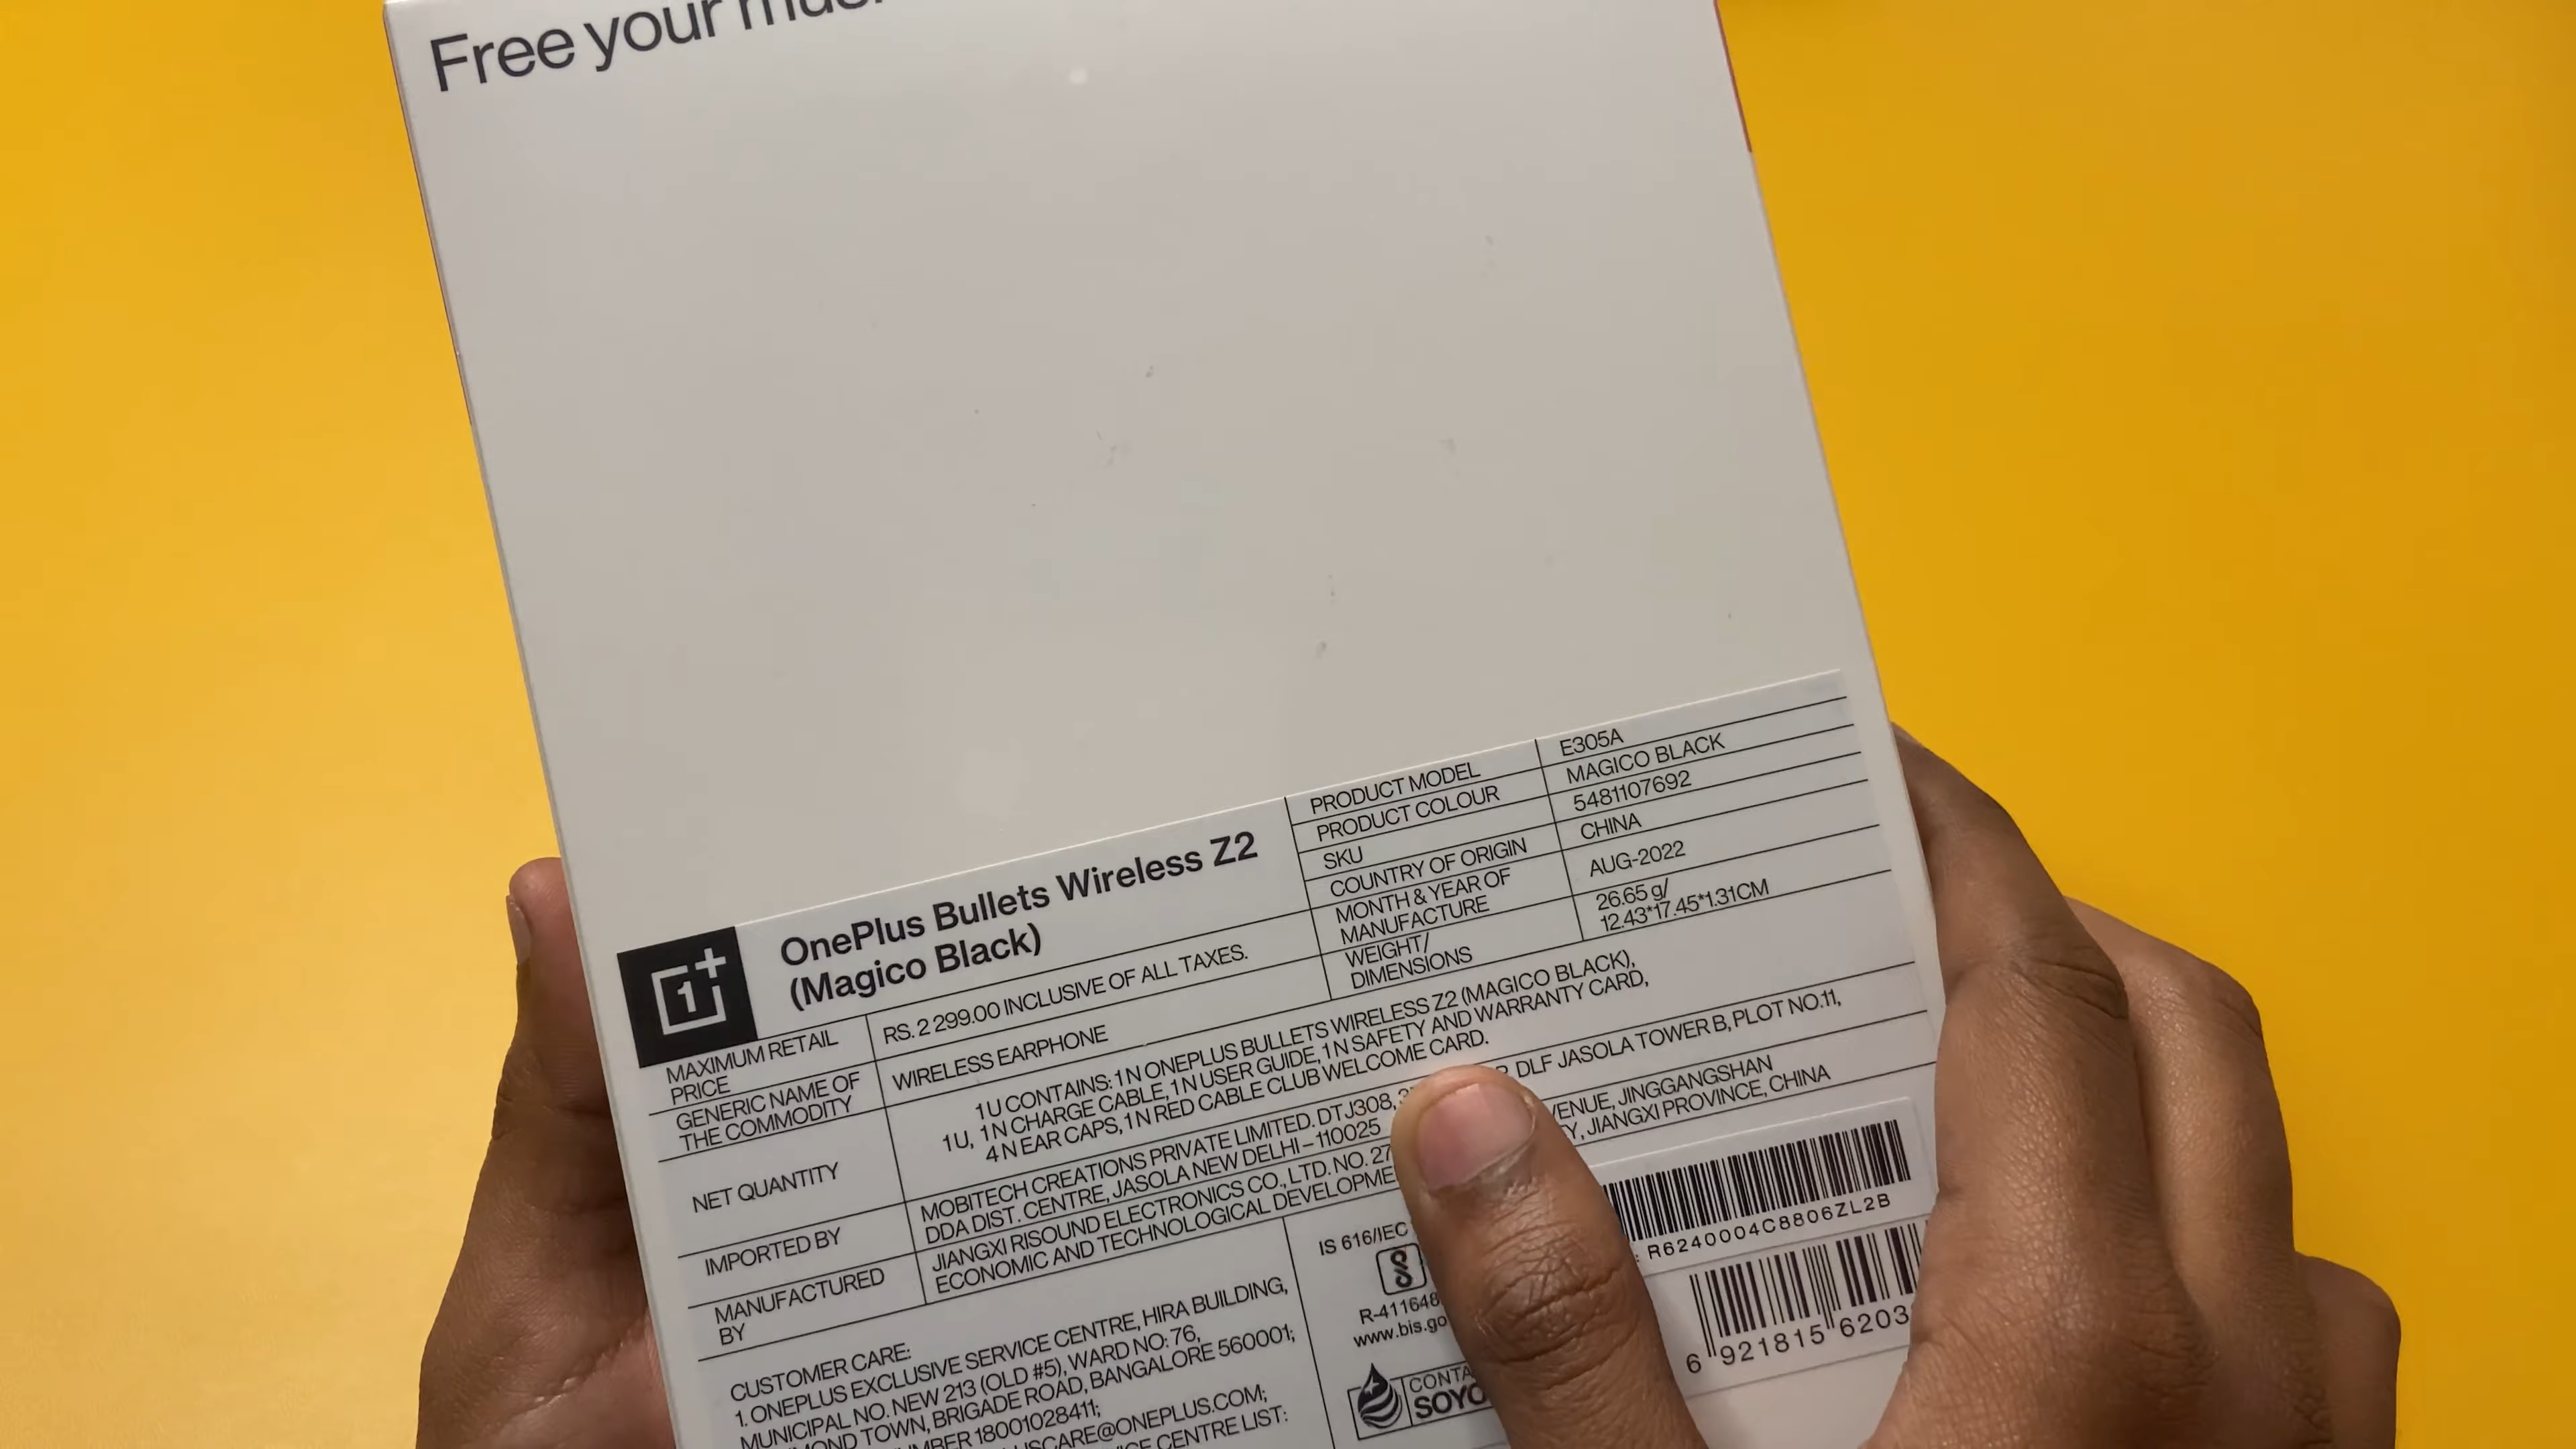 Free your
OnePlus Bullets Wireless Z2
(Magico Black)
PRODUCT MODEL E305A
PRODUCT COLOUR MAGICO BLACK
SKU 5481107692
COUNTRY OF ORIGIN CHINA
MONTH & YEAR OF
MANUFACTURE
AUG-2022
WEIGHT/
DIMENSIONS
26.65 g/
12.43*17.45*1.31CM
MAXIMUM RETAIL
PRICE
RS. 2 299.00 INCLUSIVE OF ALL TAXES.
GENERIC NAME OF
THE COMMODITY
WIRELESS EARPHONE
NET QUANTITY
1U CONTAINS: 1 N ONEPLUS BULLETS WIRELESS Z2 (MAGICO BLACK),
1U, 1 N CHARGE CABLE, 1 N USER GUIDE, 1 N SAFETY AND WARRANTY CARD,
4 N EAR CAPS, 1 N RED CABLE CLUB WELCOME CARD.
IMPORTED BY
MOBITECH CREATIONS PRIVATE LIMITED. DTJ308, DLF JASOLA TOWER B, PLOT NO.11,
DDA DIST. CENTRE, JASOLA NEW DELHI – 110025
MANUFACTURED
BY
JIANGXI RISOUND ELECTRONICS CO., LTD. NO. 27 JINGGANGSHAN
ECONOMIC AND TECHNOLOGICAL JIANGXI PROVINCE, CHINA
CUSTOMER CARE:
1. ONEPLUS EXCLUSIVE SERVICE CENTRE, HIRA BUILDING,
MUNICIPAL NO. NEW 213 (OLD #5), WARD NO: 76,
TOWN, BRIGADE ROAD, BANGALORE 560001;
18001028411;
SERVICE CENTRE LIST:
IS 616/IEC
R-411648
www.bis.go
R6240004C8806ZL2B
6 921815 6203